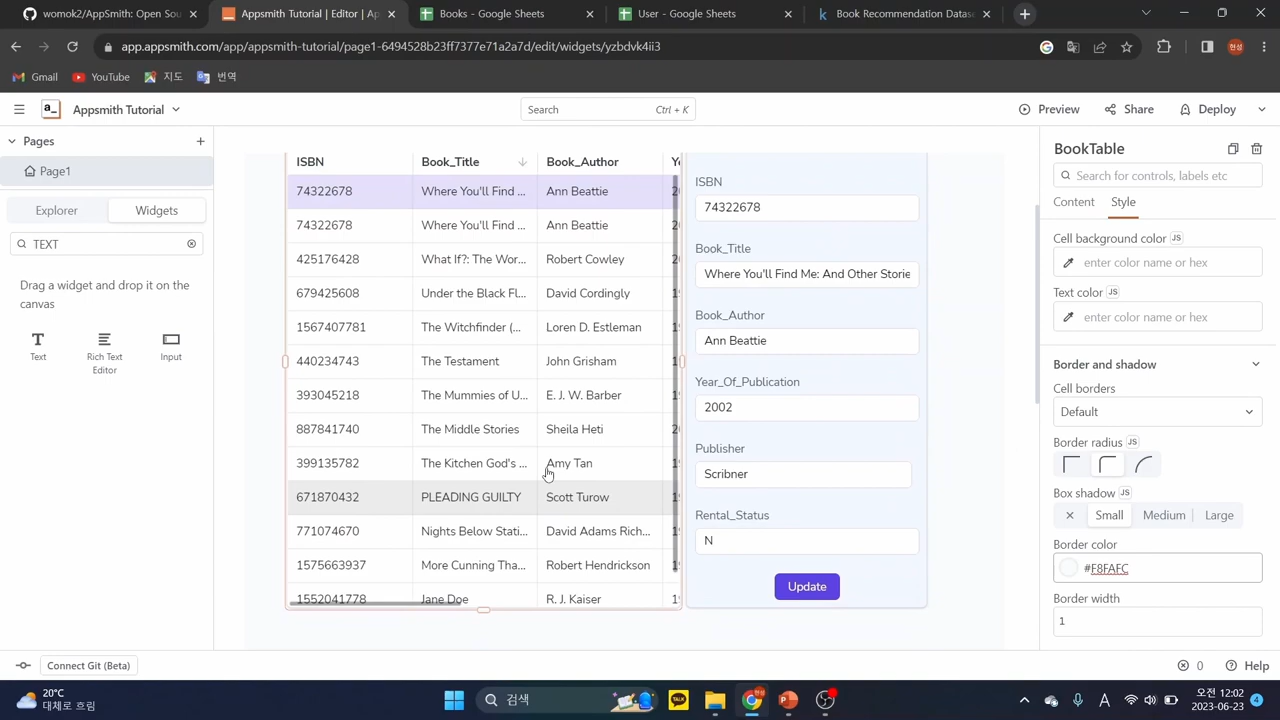 womok2/Appsmith: Open Sou
Appsmith Tutorial | Editor | Ap
Books - Google Sheets
User - Google Sheets
Book Recommendation Datase
app.appsmith.com/app/appsmith-tutorial/page1-6494528b23ff7377e71a2a7d/edit/widgets/yzbdvk4ii3
현성
Gmail
YouTube
지도
번역
a_
Appsmith Tutorial
Search
Ctrl + K
Preview
Share
Deploy
Pages
Page1
Explorer
Widgets
TEXT
Drag a widget and drop it on the
canvas
Text
Rich Text
Editor
Input
ISBN Book_Title Book_Author
74322678 Where You'll Find ... Ann Beattie
74322678 Where You'll Find ... Ann Beattie
425176428 What If?: The Wor... Robert Cowley
679425608 Under the Black Fl... David Cordingly
1567407781 The Witchfinder (... Loren D. Estleman
440234743 The Testament John Grisham
393045218 The Mummies of U... E. J. W. Barber
887841740 The Middle Stories Sheila Heti
399135782 The Kitchen God's ... Amy Tan
671870432 PLEADING GUILTY Scott Turow
771074670 Nights Below Stati... David Adams Rich...
1575663937 More Cunning Tha... Robert Hendrickson
1552041778 Jane Doe R. J. Kaiser
ISBN
74322678
Book_Title
Where You'll Find Me: And Other Storie
Book_Author
Ann Beattie
Year_Of_Publication
2002
Publisher
Scribner
Rental_Status
N
Update
BookTable
Search for controls, labels etc
Content
Style
Cell background color JS
enter color name or hex
Text color JS
enter color name or hex
Border and shadow
Cell borders
Default
Border radius JS
Box shadow JS
Small Medium Large
Border color
#F8FAFC
Border width
1
Connect Git (Beta)
0
Help
20°C
대체로 흐림
검색
TALK
현성
A
오전 12:02
2023-06-23
4